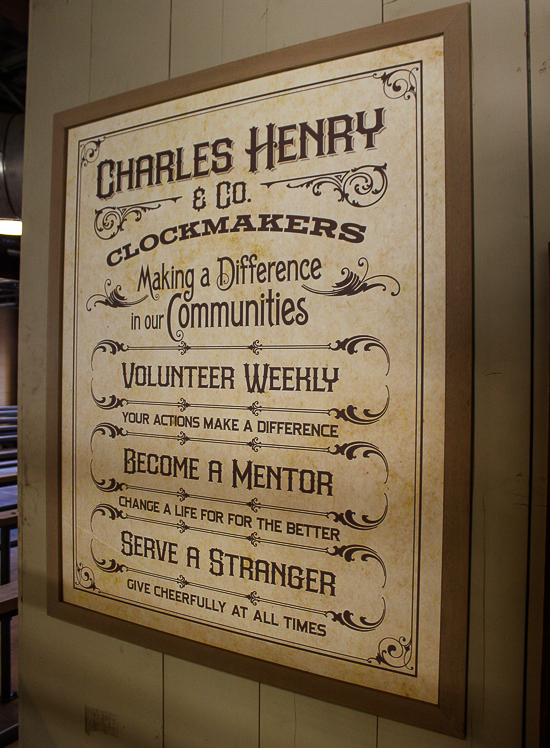 CHARLES HENRY
& CO.
CLOCKMAKERS
Making a Difference
in our Communities
VOLUNTEER WEEKLY
YOUR ACTIONS MAKE A DIFFERENCE
BECOME A MENTOR
CHANGE A LIFE FOR FOR THE BETTER
SERVE A STRANGER
GIVE CHEERFULLY AT ALL TIMES